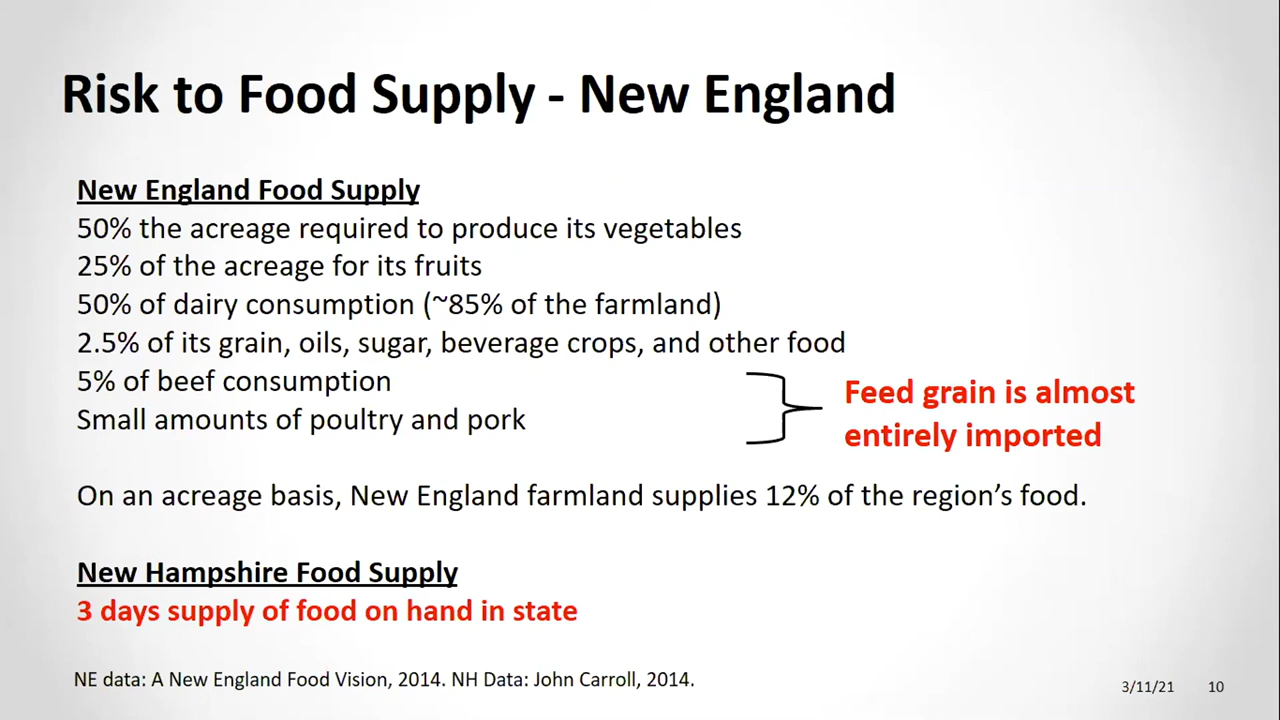 Risk to Food Supply - New England
New England Food Supply
50% the acreage required to produce its vegetables
25% of the acreage for its fruits
50% of dairy consumption (~85% of the farmland)
2.5% of its grain, oils, sugar, beverage crops, and other food
5% of beef consumption
Small amounts of poultry and pork
Feed grain is almost
entirely imported
On an acreage basis, New England farmland supplies 12% of the region’s food.
New Hampshire Food Supply
3 days supply of food on hand in state
NE data: A New England Food Vision, 2014. NH Data: John Carroll, 2014.
3/11/21 10